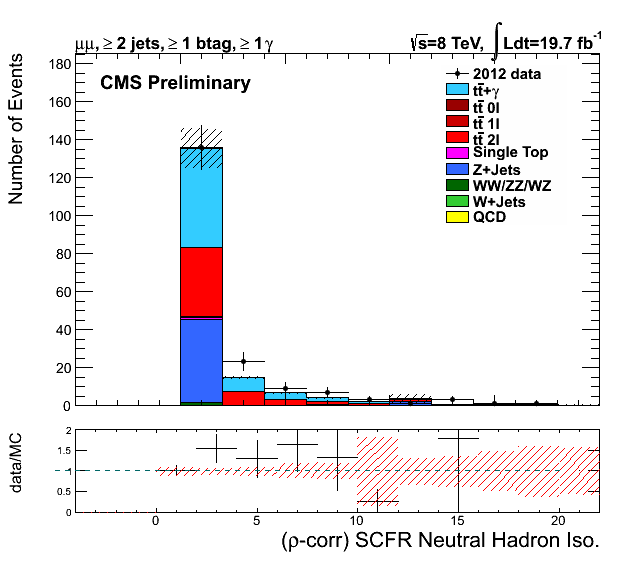 μμ, ≥ 2 jets, ≥ 1 btag, ≥ 1 γ
√s=8 TeV, ∫ Ldt=19.7 fb⁻¹
CMS Preliminary
2012 data
tt̄+γ
tt̄ 0l
tt̄ 1l
tt̄ 2l
Single Top
Z+Jets
WW/ZZ/WZ
W+Jets
QCD
Number of Events
180
160
140
120
100
80
60
40
20
0
data/MC
2
1.5
1
0.5
0
0 5 10 15 20
(ρ-corr) SCFR Neutral Hadron Iso.